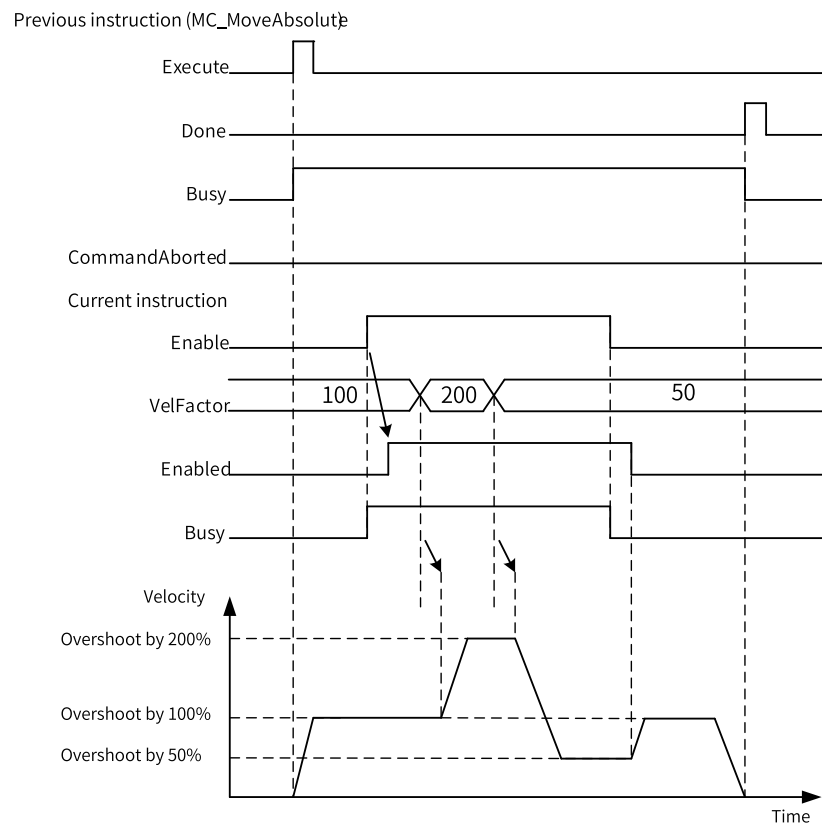 Previous instruction (MC_MoveAbsolute)
Execute
Done
Busy
CommandAborted
Current instruction
Enable
VelFactor 100 200 50
Enabled
Busy
Velocity
Overshoot by 200%
Overshoot by 100%
Overshoot by 50%
Time